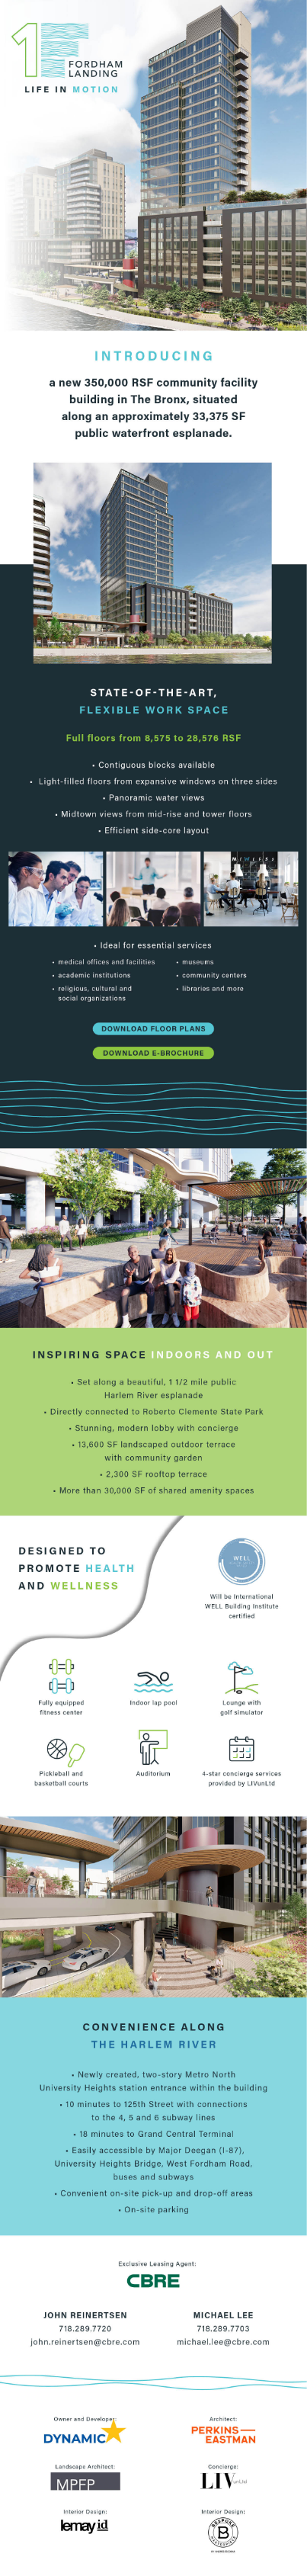 1
FORDHAM
LANDING
LIFE IN MOTION
INTRODUCING
a new 350,000 RSF community facility
building in The Bronx, situated
along an approximately 33,375 SF
public waterfront esplanade.
STATE-OF-THE-ART,
FLEXIBLE WORK SPACE
Full floors from 8,575 to 28,576 RSF
• Contiguous blocks available
• Light-filled floors from expansive windows on three sides
• Panoramic water views
• Midtown views from mid-rise and tower floors
• Efficient side-core layout
• Ideal for essential services
• medical offices and facilities
• academic institutions
• religious, cultural and
social organizations
• museums
• community centers
• libraries and more
DOWNLOAD FLOOR PLANS
DOWNLOAD E-BROCHURE
INSPIRING SPACE INDOORS AND OUT
• Set along a beautiful, 1 1/2 mile public
Harlem River esplanade
• Directly connected to Roberto Clemente State Park
• Stunning, modern lobby with concierge
• 13,600 SF landscaped outdoor terrace
with community garden
• 2,300 SF rooftop terrace
• More than 30,000 SF of shared amenity spaces
DESIGNED TO
PROMOTE HEALTH
AND WELLNESS
WELL
Will be International
WELL Building Institute
certified
Fully equipped
fitness center
Indoor lap pool
Lounge with
golf simulator
Pickleball and
basketball courts
Auditorium
4-star concierge services
provided by LIVunLtd
CONVENIENCE ALONG
THE HARLEM RIVER
• Newly created, two-story Metro North
University Heights station entrance within the building
• 10 minutes to 125th Street with connections
to the 4, 5 and 6 subway lines
• 18 minutes to Grand Central Terminal
• Easily accessible by Major Deegan (I-87),
University Heights Bridge, West Fordham Road,
buses and subways
• Convenient on-site pick-up and drop-off areas
• On-site parking
Exclusive Leasing Agent:
CBRE
JOHN REINERTSEN
718.289.7720
john.reinertsen@cbre.com
MICHAEL LEE
718.289.7703
michael.lee@cbre.com
Owner and Developer:
DYNAMIC
Architect:
PERKINS—
EASTMAN
Landscape Architect:
MPFP
Concierge:
LIV
Interior Design:
lemay id
Interior Design:
BESPOKE
B